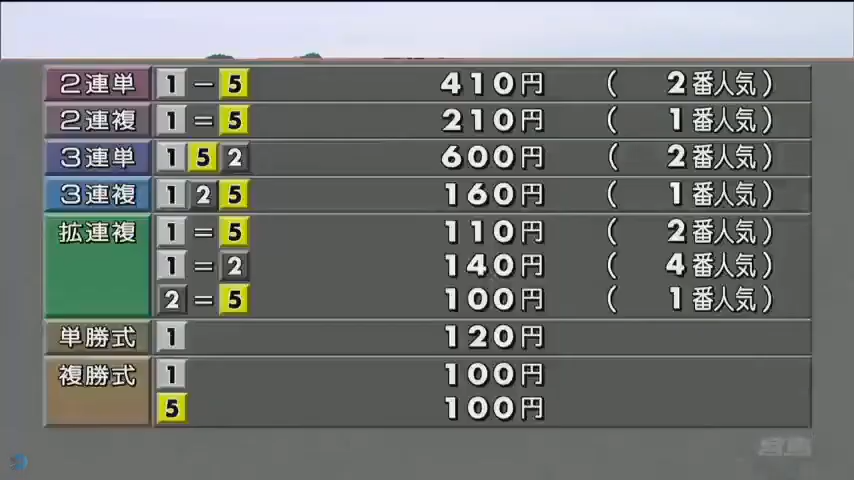 2連単 1-5 410円 ( 2番人気)
2連複 1=5 210円 ( 1番人気)
3連単 1 5 2 600円 ( 2番人気)
3連複 1 2 5 160円 ( 1番人気)
拡連複 1=5 110円 ( 2番人気)
1=2 140円 ( 4番人気)
2=5 100円 ( 1番人気)
単勝式 1 120円
複勝式 1 100円
5 100円
宮島